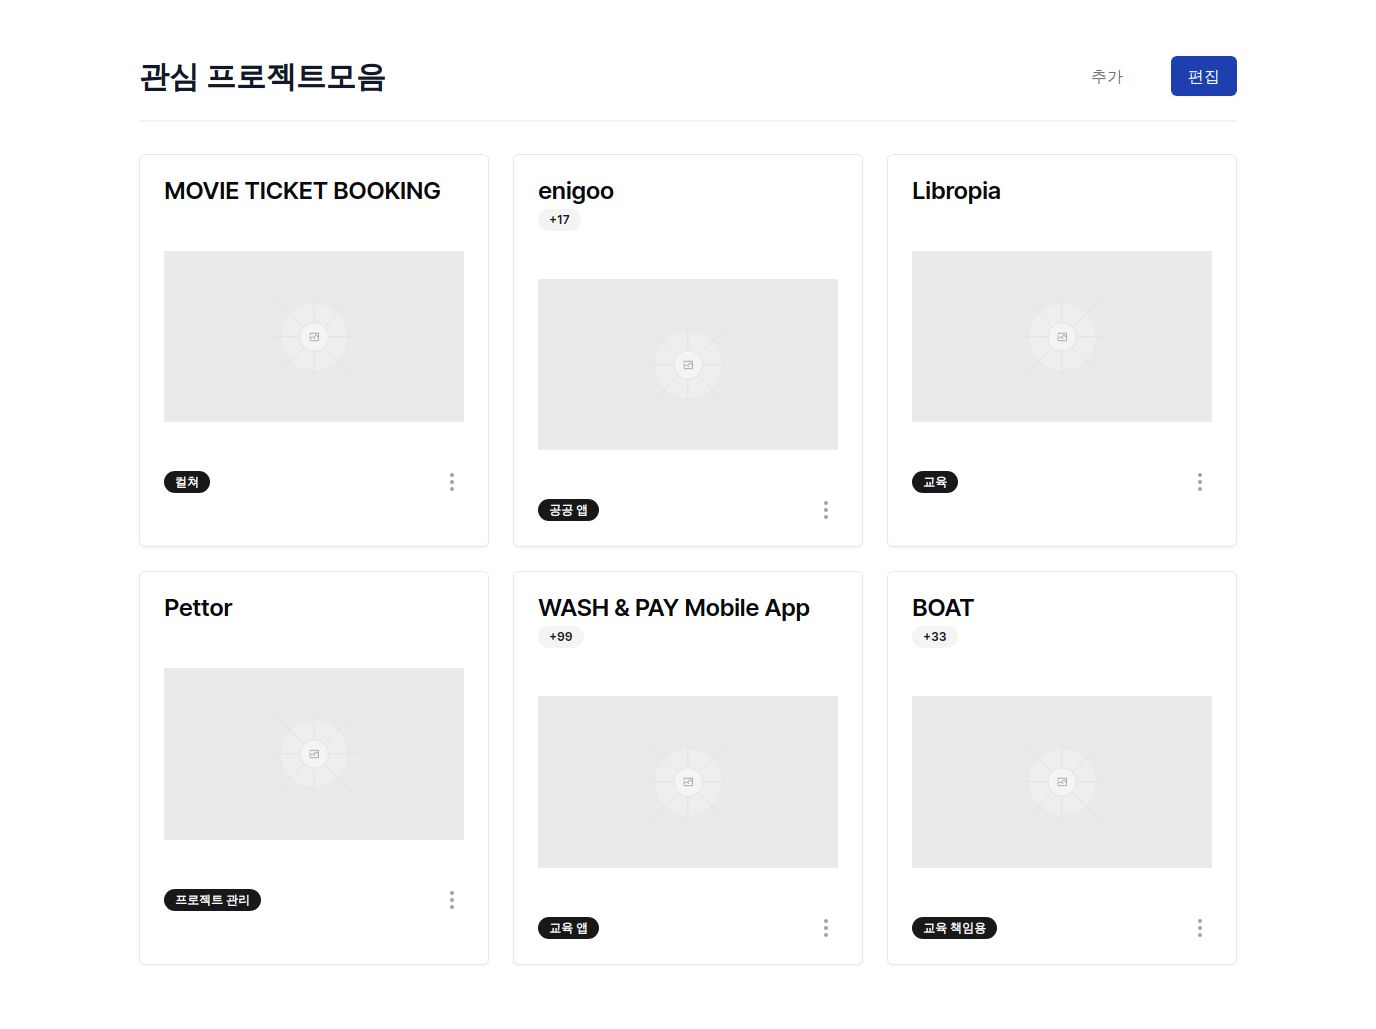 관심 프로젝트모음
추가
편집
MOVIE TICKET BOOKING
컬쳐
enigoo
+17
공공 앱
Libropia
교육
Pettor
프로젝트 관리
WASH & PAY Mobile App
+99
교육 앱
BOAT
+33
교육 책임용